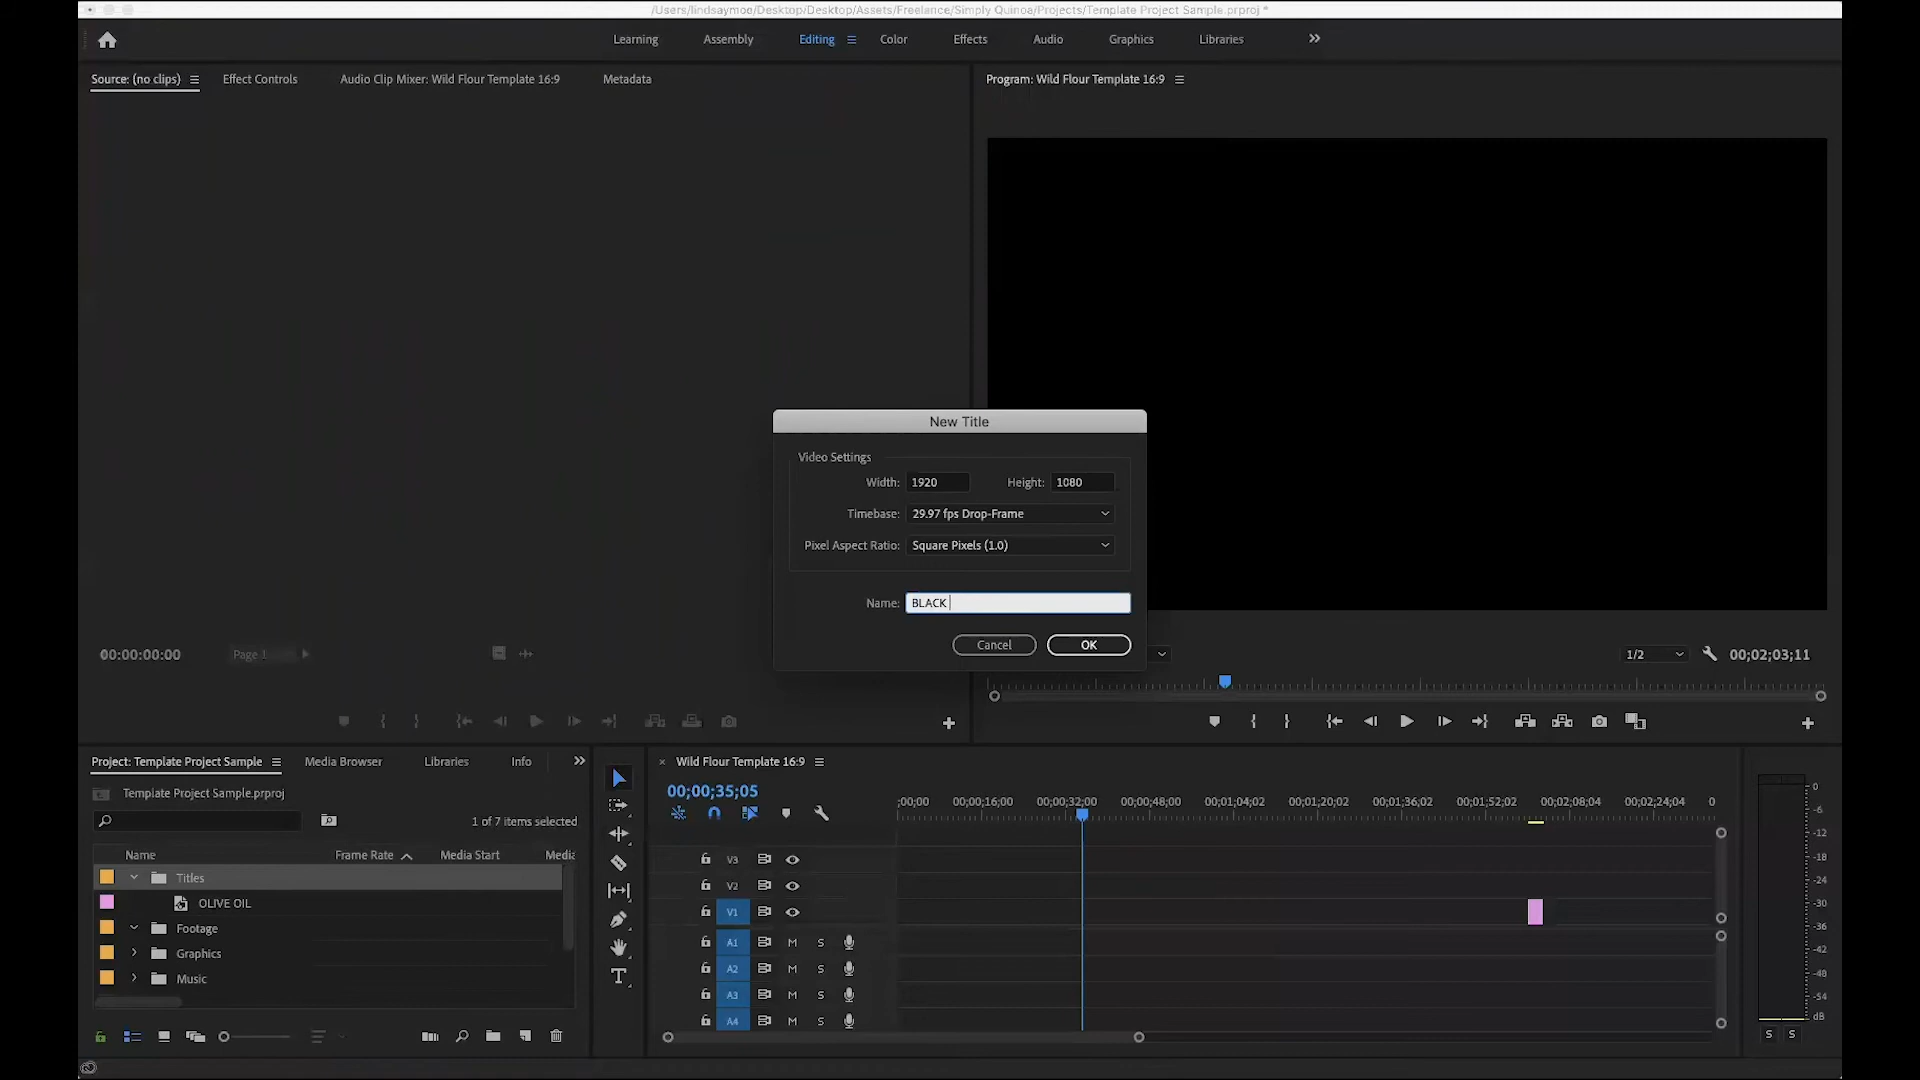 /Users/lindsaymoe/Desktop/Desktop/Assets/Freelance/Simply Quinoa/Projects/Template Project Sample.prproj *
Learning Assembly Editing Color Effects Audio Graphics Libraries
Source: (no clips) Effect Controls Audio Clip Mixer: Wild Flour Template 16:9 Metadata
Program: Wild Flour Template 16:9
New Title
Video Settings
Width: 1920 Height: 1080
Timebase: 29.97 fps Drop-Frame
Pixel Aspect Ratio: Square Pixels (1.0)
Name: BLACK
Cancel OK
00:00:00:00 Page 1
1/2 00;02;03;11
Project: Template Project Sample Media Browser Libraries Info
Template Project Sample.prproj
1 of 7 items selected
Name Frame Rate Media Start Media
Titles
OLIVE OIL
Footage
Graphics
Music
Wild Flour Template 16:9
00;00;35;05
;00;00 00;00;16;00 00;00;32;00 00;00;48;00 00;01;04;02 00;01;20;02 00;01;36;02 00;01;52;02 00;02;08;04 00;02;24;04 0
V3
V2
V1
A1 M S
A2 M S
A3 M S
A4 M S
0
-6
-12
-18
-24
-30
-36
-42
-48
-54
dB
S S